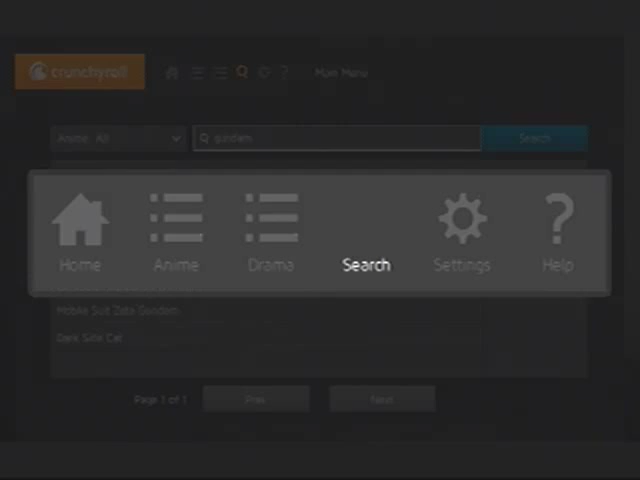 crunchyroll
Main Menu
Anime: All
gundam
Search
Home
Anime
Drama
Search
Settings
Help
Mobile Suit Zeta Gundam
Dark Side Cat
Page 1 of 1
Prev
Next